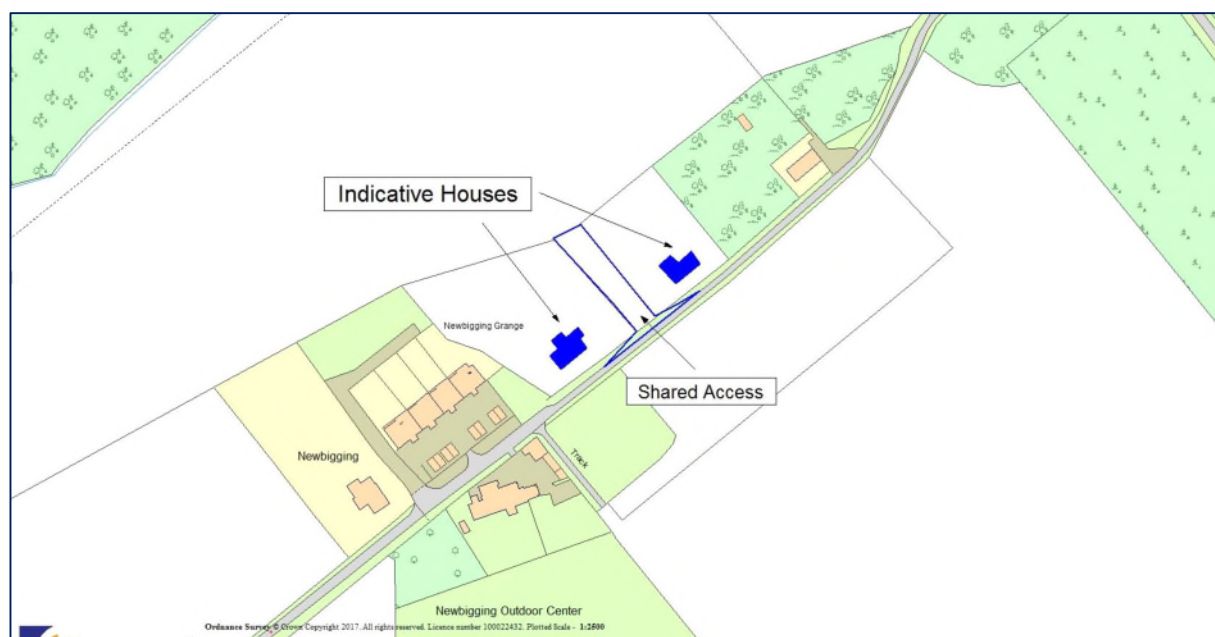 Indicative Houses
Newbigging Grange
Shared Access
Newbigging
Track
Newbigging Outdoor Center
Ordnance Survey © Crown Copyright 2017. All rights reserved. Licence number 100022432. Plotted Scale - 1:2500